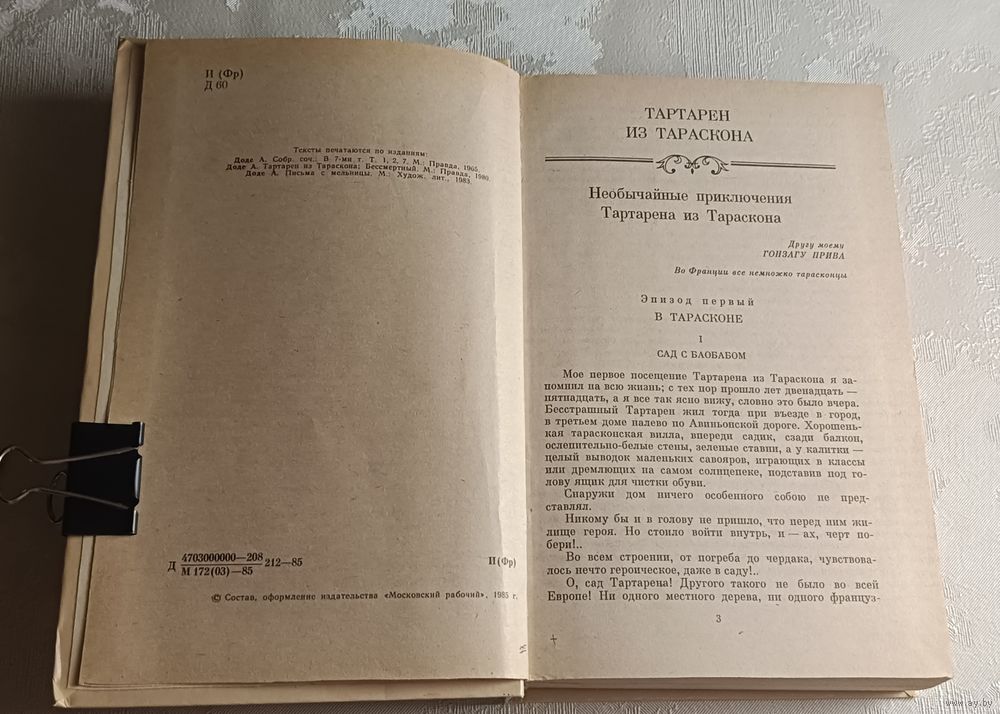 И (Фр)
Д 60
Тексты печатаются по изданиям:
Доде А. Собр. соч.: В 7-ми т. Т. 1, 2, 7. М.: Правда, 1965.
Доде А. Тартарен из Тараскона; Бессмертный. М.: Правда, 1980.
Доде А. Письма с мельницы. М.: Худож. лит., 1983.
Д 4703000000—208 212—85 И(Фр)
М 172(03)—85
© Состав, оформление издательства «Московский рабочий», 1985 г.
ТАРТАРЕН
ИЗ ТАРАСКОНА
Необычайные приключения
Тартарена из Тараскона
Другу моему
ГОНЗАГУ ПРИВА
Во Франции все немножко тарасконцы
Эпизод первый
В ТАРАСКОНЕ
1
САД С БАОБАБОМ
Мое первое посещение Тартарена из Тараскона я за-
помнил на всю жизнь; с тех пор прошло лет двенадцать —
пятнадцать, а я все так ясно вижу, словно это было вчера.
Бесстрашный Тартарен жил тогда при въезде в город,
в третьем доме налево по Авиньонской дороге. Хорошень-
кая тарасконская вилла, впереди садик, сзади балкон,
ослепительно-белые стены, зеленые ставни, а у калитки —
целый выводок маленьких савояров, играющих в классы
или дремлющих на самом солнцепеке, подставив под го-
лову ящик для чистки обуви.
Снаружи дом ничего особенного собою не пред-
ставлял.
Никому бы и в голову не пришло, что перед ним жи-
лище героя. Но стоило войти внутрь, и — ах, черт по-
бери!..
Во всем строении, от погреба до чердака, чувствова-
лось нечто героическое, даже в саду!..
О, сад Тартарена! Другого такого не было во всей
Европе! Ни одного местного дерева, ни одного француз-
3
www.ay.by